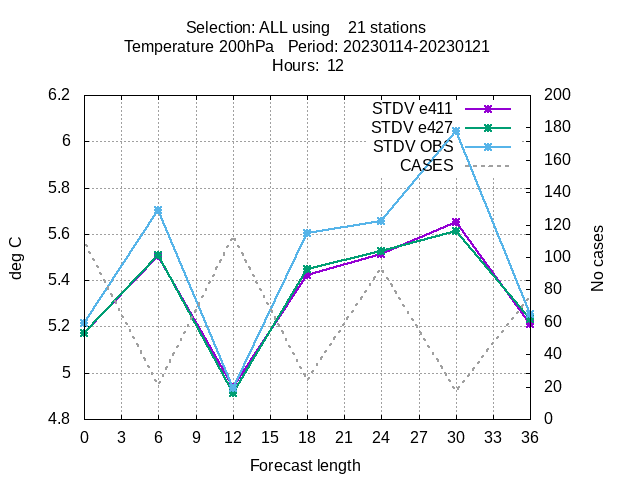 Selection: ALL using    21 stations
Temperature 200hPa   Period: 20230114-20230121
Hours:  12
STDV e411
STDV e427
STDV OBS
CASES
deg C
No cases
6.2
6
5.8
5.6
5.4
5.2
5
4.8
200
180
160
140
120
100
80
60
40
20
0
0 3 6 9 12 15 18 21 24 27 30 33 36
Forecast length